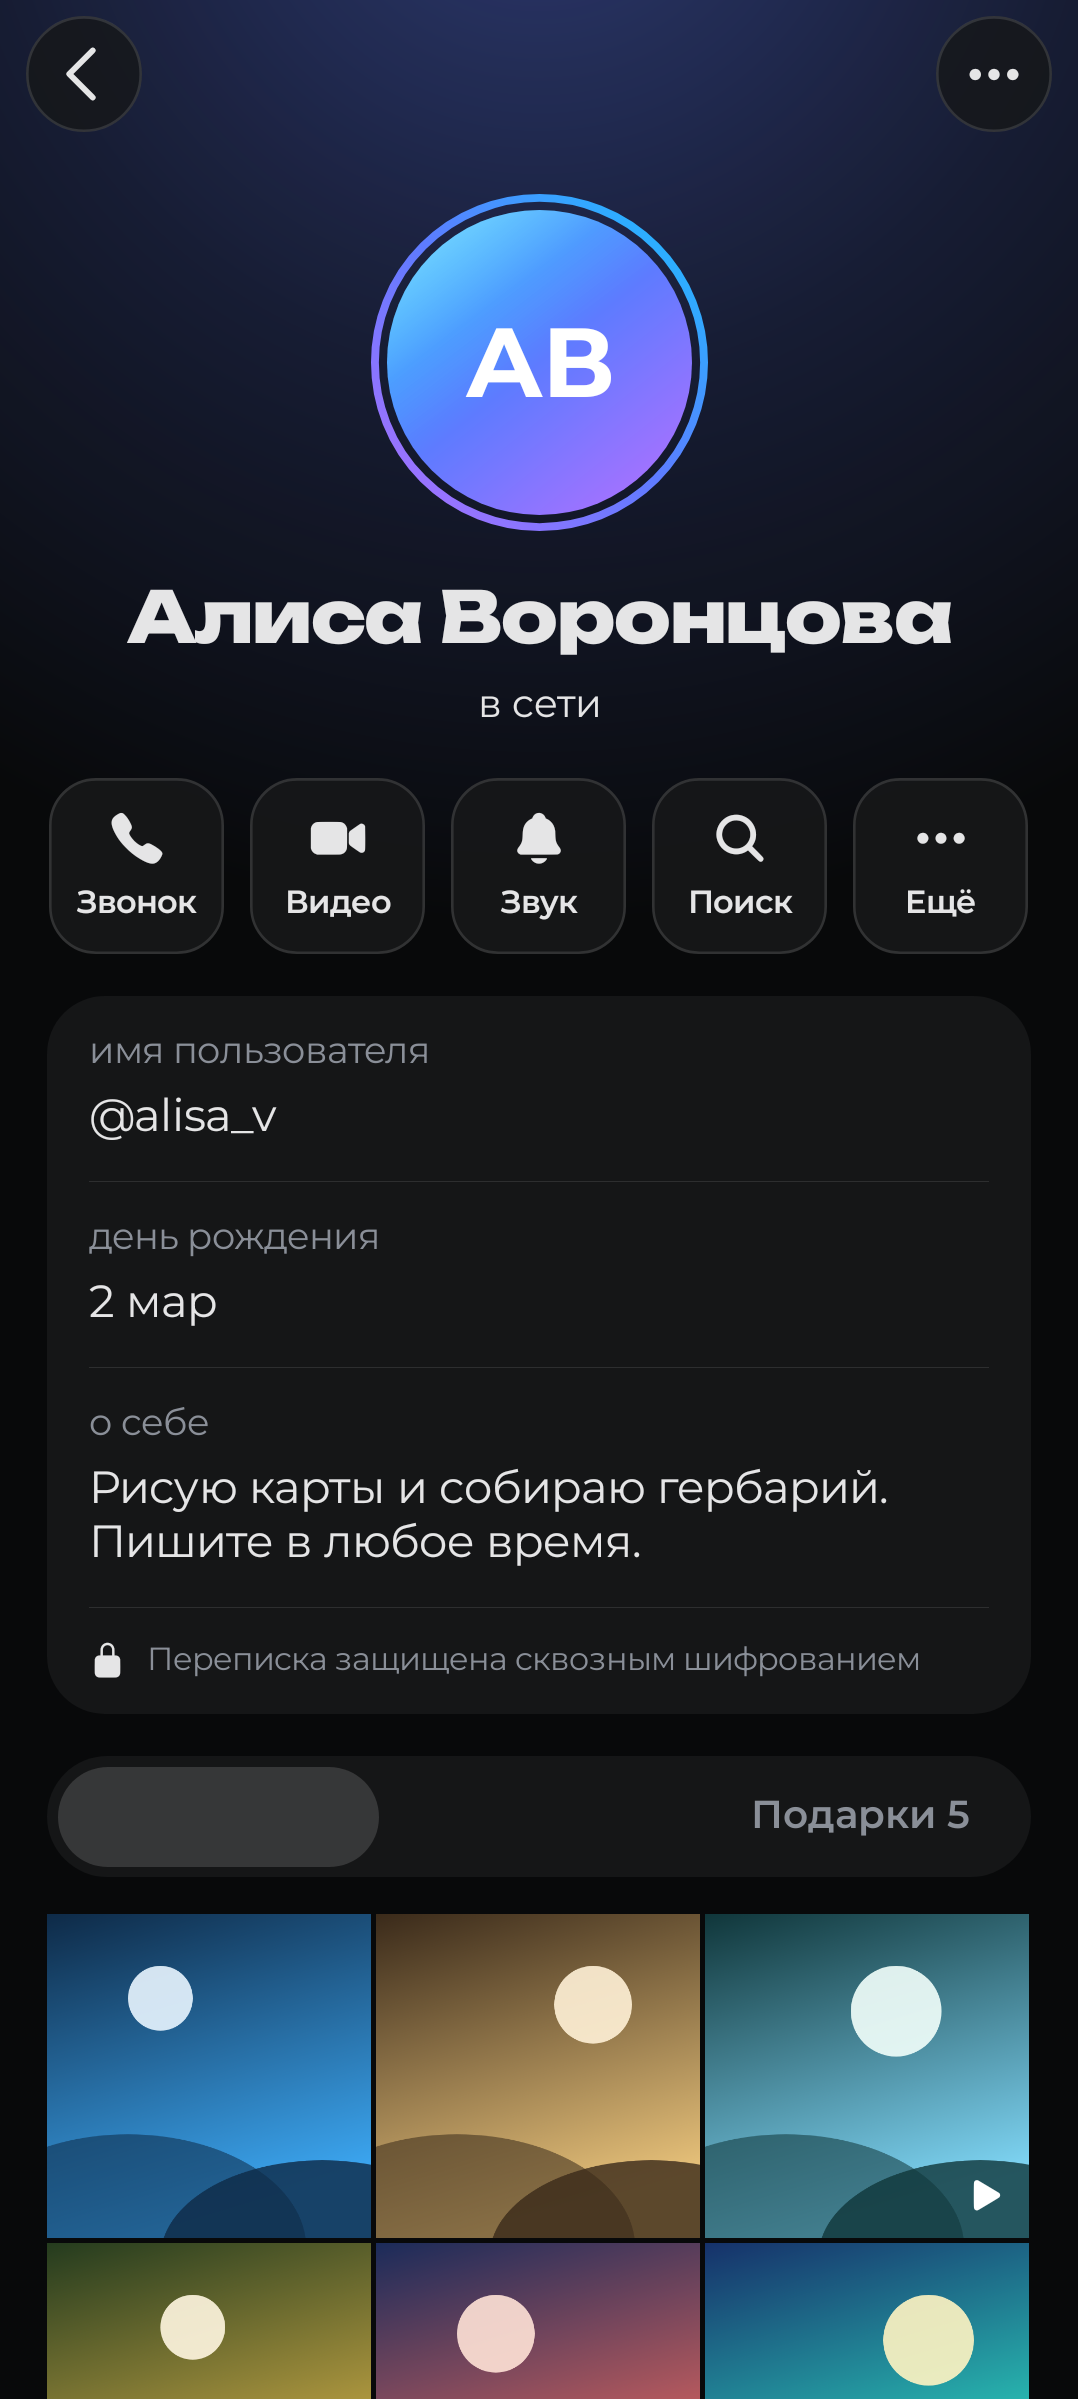 АВ
Алиса Воронцова
в сети
Звонок
Видео
Звук
Поиск
Ещё
имя пользователя
@alisa_v
день рождения
2 мар
о себе
Рисую карты и собираю гербарий.
Пишите в любое время.
Переписка защищена сквозным шифрованием
Подарки 5